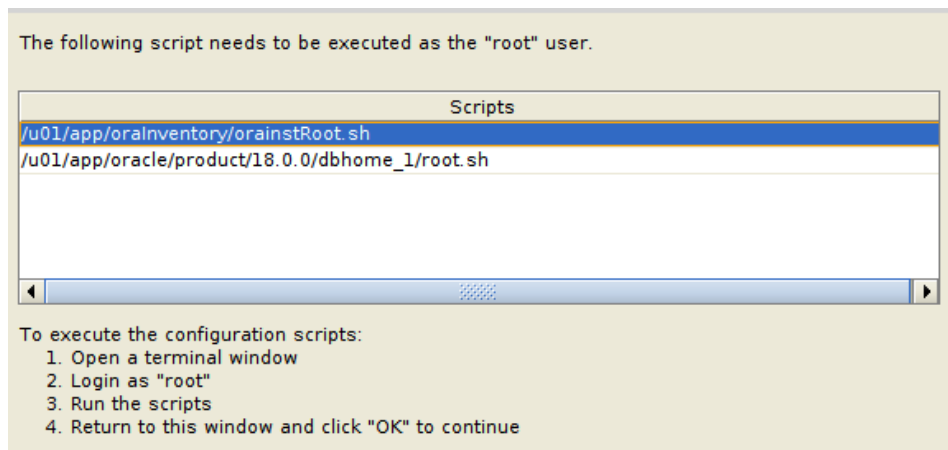 The following script needs to be executed as the "root" user.
Scripts
/u01/app/oraInventory/orainstRoot.sh
/u01/app/oracle/product/18.0.0/dbhome_1/root.sh
To execute the configuration scripts:
1. Open a terminal window
2. Login as "root"
3. Run the scripts
4. Return to this window and click "OK" to continue